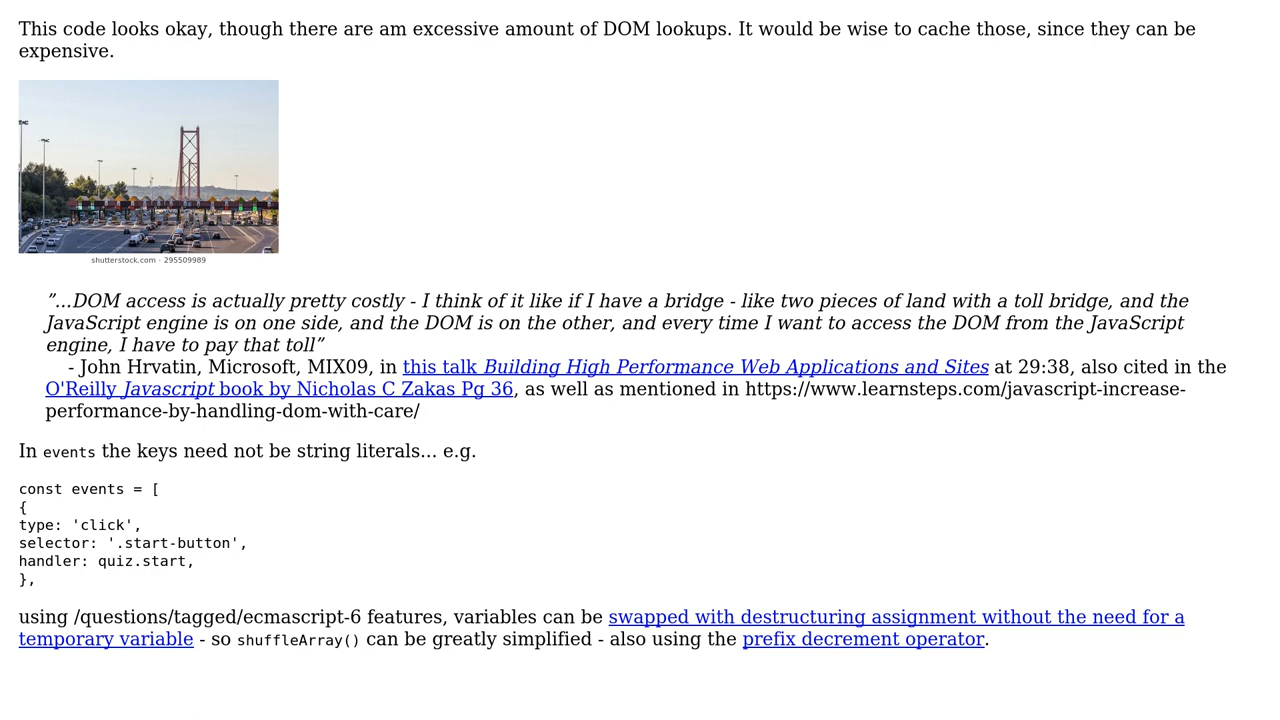 This code looks okay, though there are am excessive amount of DOM lookups. It would be wise to cache those, since they can be
expensive.
shutterstock.com · 295509989
”...DOM access is actually pretty costly - I think of it like if I have a bridge - like two pieces of land with a toll bridge, and the
JavaScript engine is on one side, and the DOM is on the other, and every time I want to access the DOM from the JavaScript
engine, I have to pay that toll”
- John Hrvatin, Microsoft, MIX09, in this talk Building High Performance Web Applications and Sites at 29:38, also cited in the
O'Reilly Javascript book by Nicholas C Zakas Pg 36, as well as mentioned in https://www.learnsteps.com/javascript-increase-
performance-by-handling-dom-with-care/
In events the keys need not be string literals... e.g.
const events = [
{
type: 'click',
selector: '.start-button',
handler: quiz.start,
},
using /questions/tagged/ecmascript-6 features, variables can be swapped with destructuring assignment without the need for a
temporary variable - so shuffleArray() can be greatly simplified - also using the prefix decrement operator.